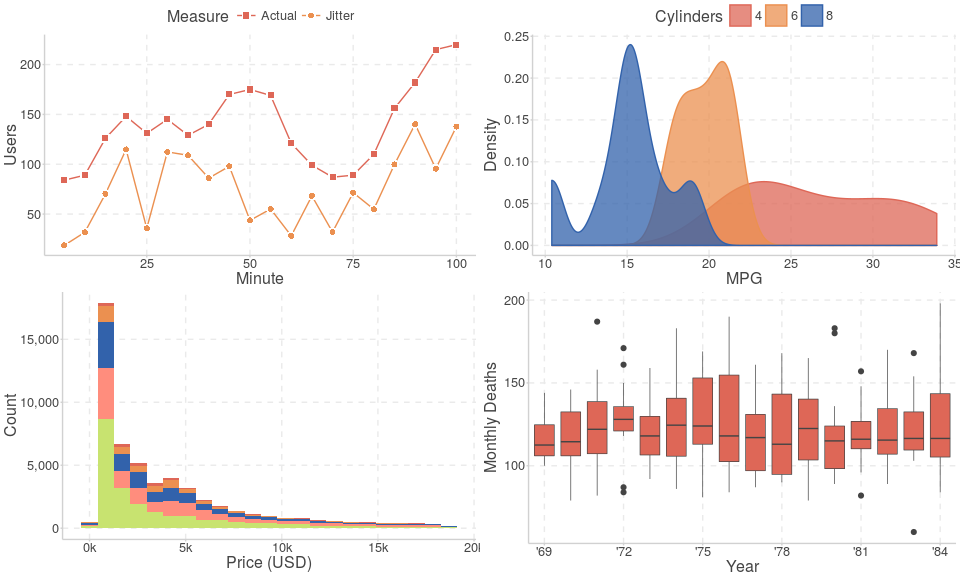 Measure Actual Jitter
Users
200
150
100
50
25 50 75 100
Minute
Cylinders 4 6 8
Density
0.25
0.20
0.15
0.10
0.05
0.00
10 15 20 25 30 35
MPG
Count
15,000
10,000
5,000
0
0k 5k 10k 15k 20l
Price (USD)
Monthly Deaths
200
150
100
'69 '72 '75 '78 '81 '84
Year